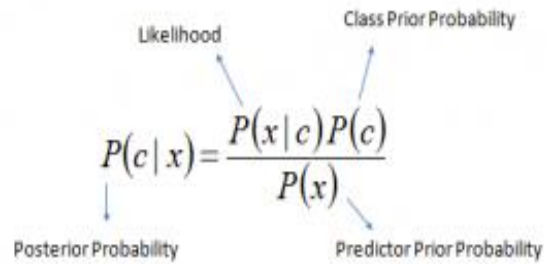 Class Prior Probability
Likelihood
P(c | x) = P(x | c)P(c) / P(x)
Posterior Probability
Predictor Prior Probability